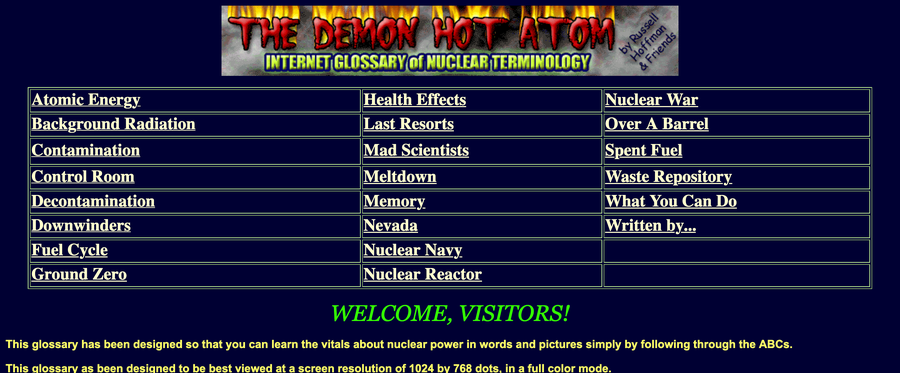 THE DEMON HOT ATOM
INTERNET GLOSSARY of NUCLEAR TERMINOLOGY
by Russell
Hoffman
& Friends
Atomic Energy Health Effects Nuclear War
Background Radiation Last Resorts Over A Barrel
Contamination Mad Scientists Spent Fuel
Control Room Meltdown Waste Repository
Decontamination Memory What You Can Do
Downwinders Nevada Written by...
Fuel Cycle Nuclear Navy
Ground Zero Nuclear Reactor
WELCOME, VISITORS!
This glossary has been designed so that you can learn the vitals about nuclear power in words and pictures simply by following through the ABCs.
This glossary as been designed to be best viewed at a screen resolution of 1024 by 768 dots, in a full color mode.